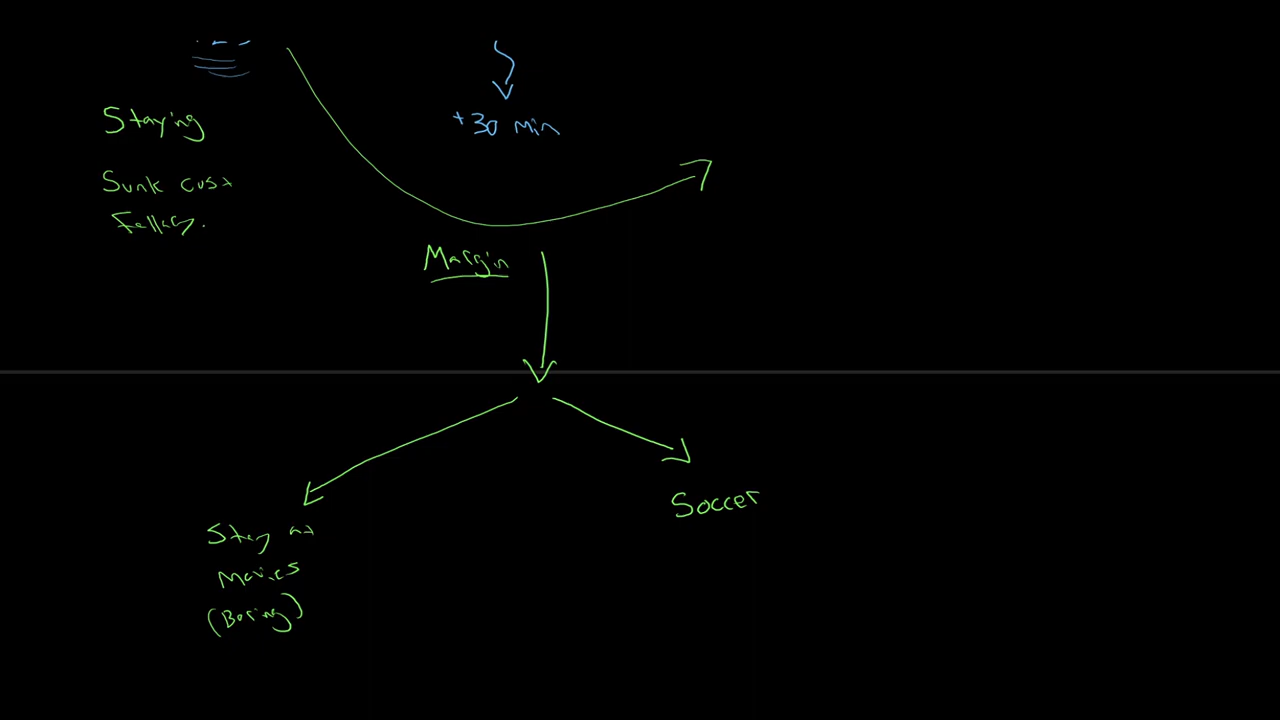 +30 min
Staying
Sunk cost
Fallacy.
Margin
Soccer
Stay at
Movies
(Boring)